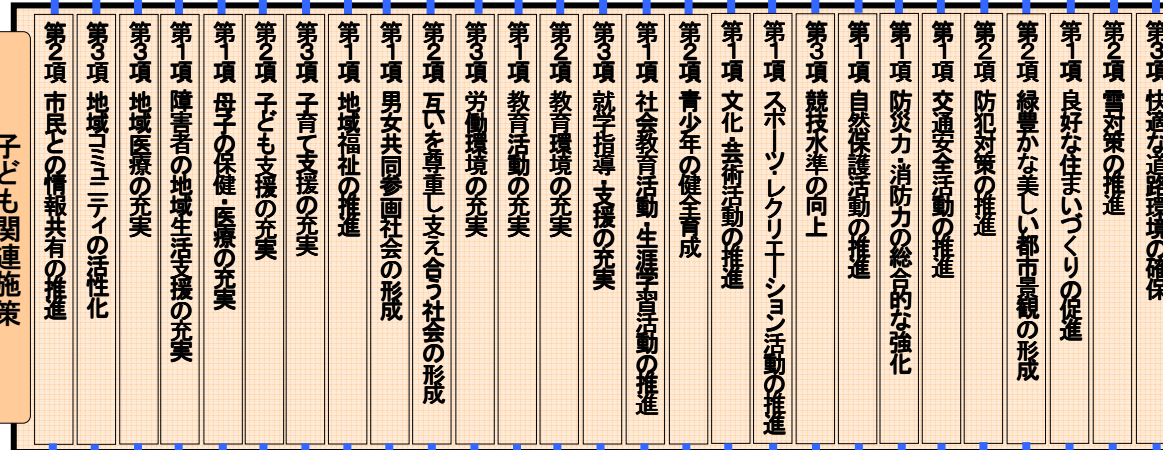 子ども関連施策
第2項 市民との情報共有の推進
第3項 地域コミュニティの活性化
第3項 地域医療の充実
第1項 障害者の地域生活支援の充実
第1項 母子の保健・医療の充実
第2項 子ども支援の充実
第3項 子育て支援の充実
第1項 地域福祉の推進
第1項 男女共同参画社会の形成
第2項 互いを尊重し支え合う社会の形成
第3項 労働環境の充実
第1項 教育活動の充実
第2項 教育環境の充実
第3項 就学指導・支援の充実
第1項 社会教育活動・生涯学習活動の推進
第2項 青少年の健全育成
第1項 文化・芸術活動の推進
第1項 スポーツ・レクリエーション活動の推進
第3項 競技水準の向上
第1項 自然保護活動の推進
第1項 防災力・消防力の総合的な強化
第1項 交通安全活動の推進
第2項 防犯対策の推進
第2項 緑豊かな美しい都市景観の形成
第1項 良好な住まいづくりの促進
第2項 雪対策の推進
第3項 快適な道路環境の確保